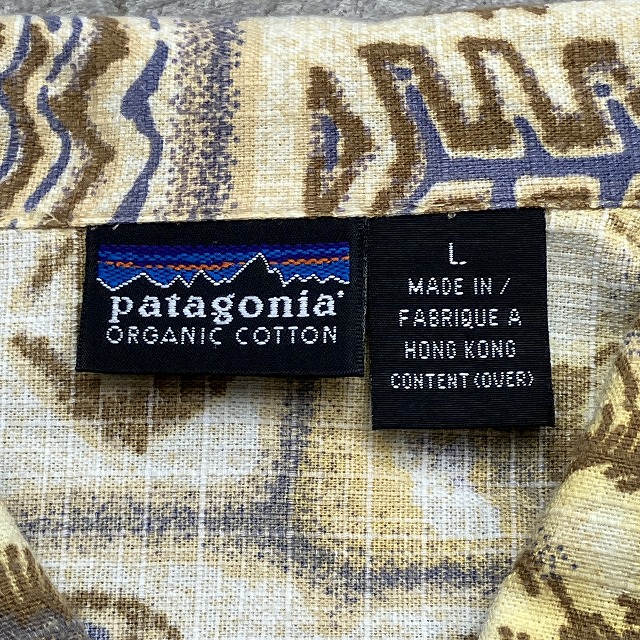 patagonia®
ORGANIC COTTON
L
MADE IN /
FABRIQUE A
HONG KONG
CONTENT (OVER)